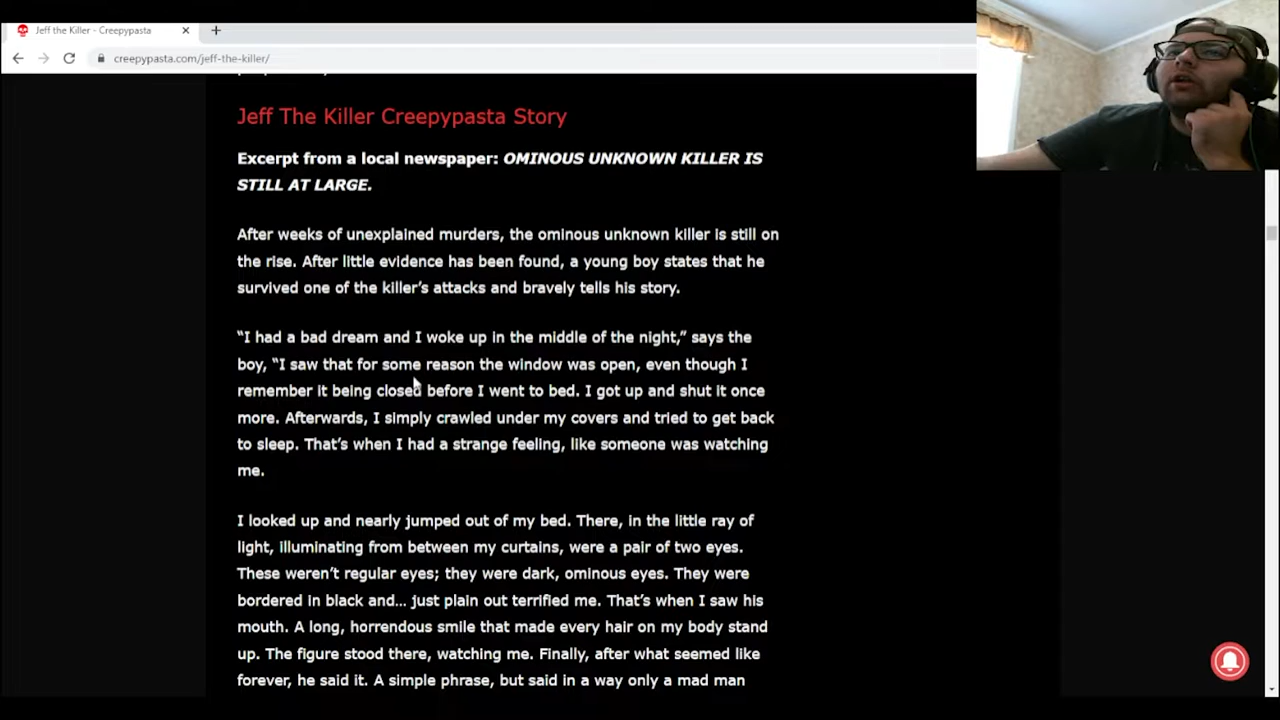 Jeff the Killer - Creepypasta
creepypasta.com/jeff-the-killer/
Jeff The Killer Creepypasta Story
Excerpt from a local newspaper: OMINOUS UNKNOWN KILLER IS
STILL AT LARGE.
After weeks of unexplained murders, the ominous unknown killer is still on
the rise. After little evidence has been found, a young boy states that he
survived one of the killer’s attacks and bravely tells his story.
“I had a bad dream and I woke up in the middle of the night,” says the
boy, “I saw that for some reason the window was open, even though I
remember it being closed before I went to bed. I got up and shut it once
more. Afterwards, I simply crawled under my covers and tried to get back
to sleep. That’s when I had a strange feeling, like someone was watching
me.
I looked up and nearly jumped out of my bed. There, in the little ray of
light, illuminating from between my curtains, were a pair of two eyes.
These weren’t regular eyes; they were dark, ominous eyes. They were
bordered in black and… just plain out terrified me. That’s when I saw his
mouth. A long, horrendous smile that made every hair on my body stand
up. The figure stood there, watching me. Finally, after what seemed like
forever, he said it. A simple phrase, but said in a way only a mad man